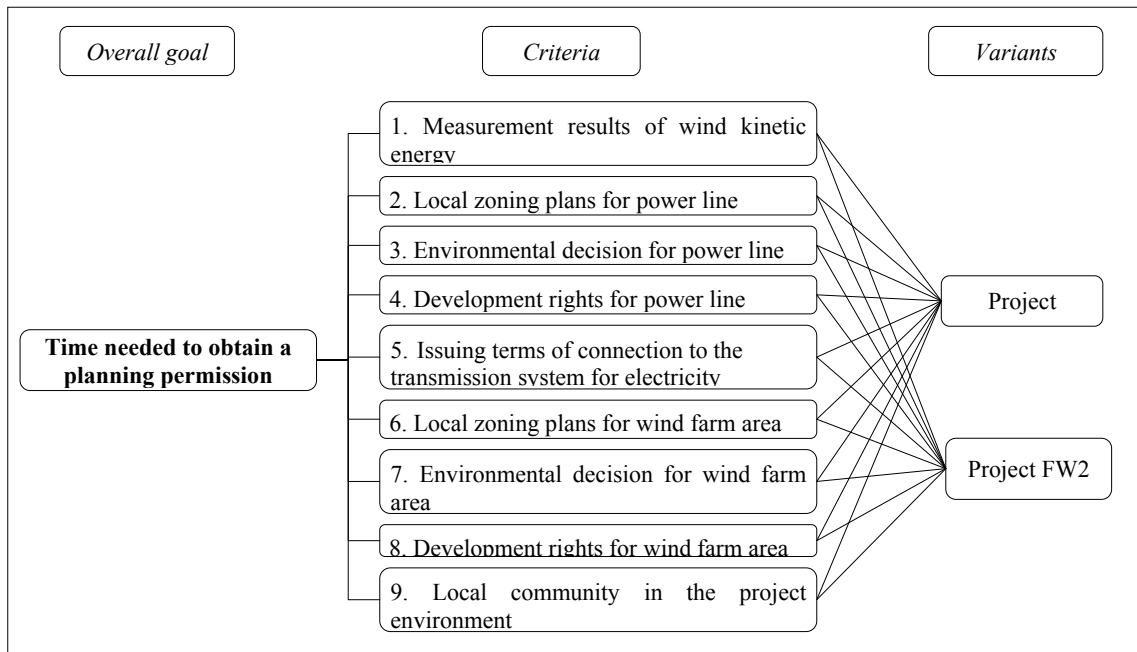 Overall goal
Criteria
Variants
1. Measurement results of wind kinetic
energy
2. Local zoning plans for power line
3. Environmental decision for power line
4. Development rights for power line
5. Issuing terms of connection to the
transmission system for electricity
6. Local zoning plans for wind farm area
7. Environmental decision for wind farm
area
8. Development rights for wind farm area
9. Local community in the project
environment
Time needed to obtain a
planning permission
Project
Project FW2